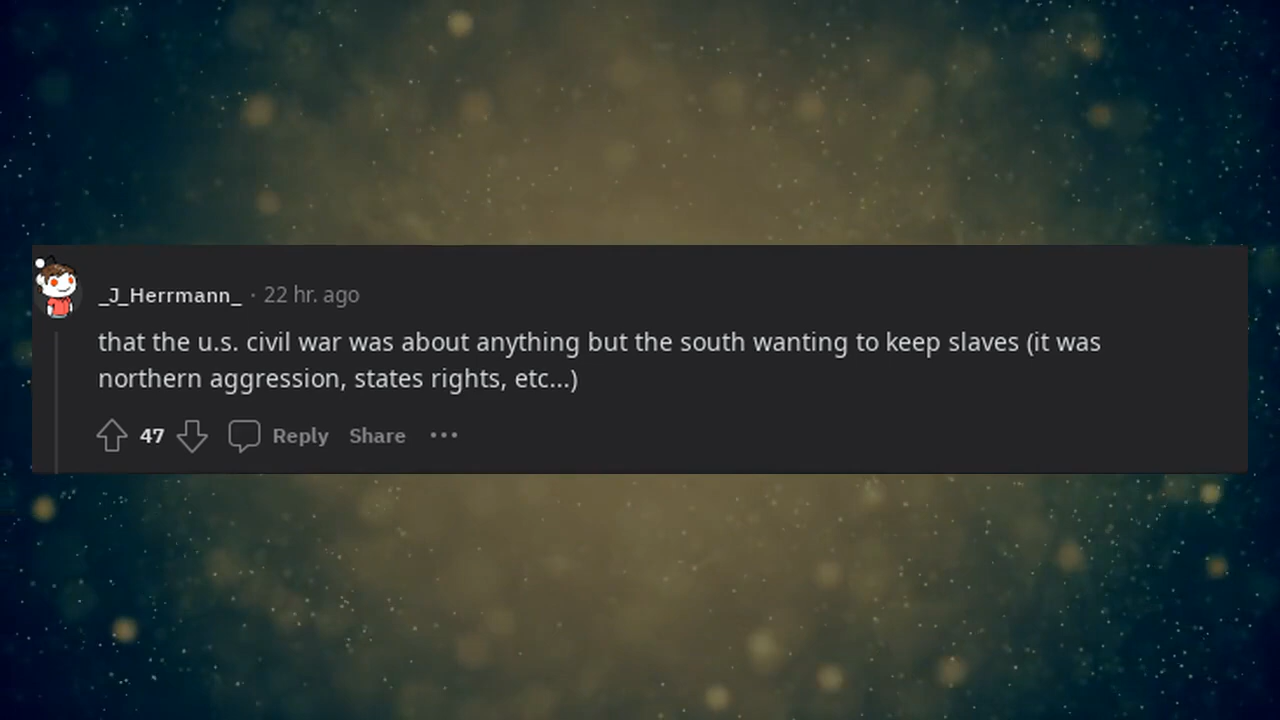 _J_Herrmann_ · 22 hr. ago
that the u.s. civil war was about anything but the south wanting to keep slaves (it was
northern aggression, states rights, etc...)
47 Reply Share ...